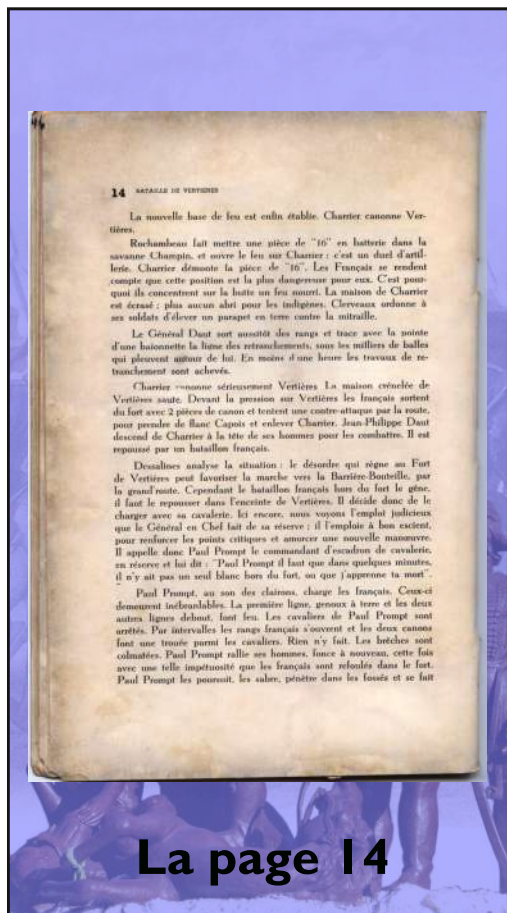 14 BATAILLE DE VERTIÈRES
La nouvelle base de feu est enfin établie. Charrier canonne Ver-
tières.
Rochambeau fait mettre une pièce de "16" en batterie dans la
savanne Champin, et ouvre le feu sur Charrier : c'est un duel d'artil-
lerie. Charrier démonte la pièce de "16". Les Français se rendent
compte que cette position est la plus dangereuse pour eux. C'est pour-
quoi ils concentrent sur la butte un feu nourri. La maison de Charrier
est écrasé ; plus aucun abri pour les indigènes. Clerveaux ordonne à
ses soldats d'élever un parapet en terre contre la mitraille.
Le Général Daut sort aussitôt des rangs et trace avec la pointe
d'une baionnette la ligne des retranchements, sous les milliers de balles
qui pleuvent autour de lui. En moins d'une heure les travaux de re-
tranchement sont achevés.
Charrier canonne sérieusement Vertières La maison crénelée de
Vertières saute. Devant la pression sur Vertières les français sortent
du fort avec 2 pièces de canon et tentent une contre-attaque par la route,
pour prendre de flanc Capois et enlever Charrier. Jean-Philippe Daut
descend de Charrier à la tête de ses hommes pour les combattre. Il est
repoussé par un bataillon français.
Dessalines analyse la situation : le désordre qui règne au Fort
de Vertières peut favoriser la marche vers la Barrière-Bouteille, par
la grand'route. Cependant le bataillon français hors du fort le gêne,
il faut le repousser dans l'enceinte de Vertières. Il décide donc de le
charger avec sa cavalerie. Ici encore, nous voyons l'emploi judicieux
que le Général en Chef fait de sa réserve : il l'emploie à bon escient,
pour renforcer les points critiques et amorcer une nouvelle manœuvre.
Il appelle donc Paul Prompt le commandant d'escadron de cavalerie,
en réserve et lui dit : "Paul Prompt il faut que dans quelques minutes,
il n'y ait pas un seul blanc hors du fort, ou que j'apprenne ta mort".
Paul Prompt, au son des clairons, charge les français. Ceux-ci
demeurent inébranlables. La première ligne, genoux à terre et les deux
autres lignes debout, font feu. Les cavaliers de Paul Prompt sont
arrêtés. Par intervalles les rangs français s'ouvrent et les deux canons
font une trouée parmi les cavaliers. Rien n'y fait. Les brèches sont
colmatées. Paul Prompt rallie ses hommes, fonce à nouveau, cette fois
avec une telle impétuosité que les français sont refoulés dans le fort.
Paul Prompt les poursuit, les sabre, pénètre dans les fossés et se fait
La page 14